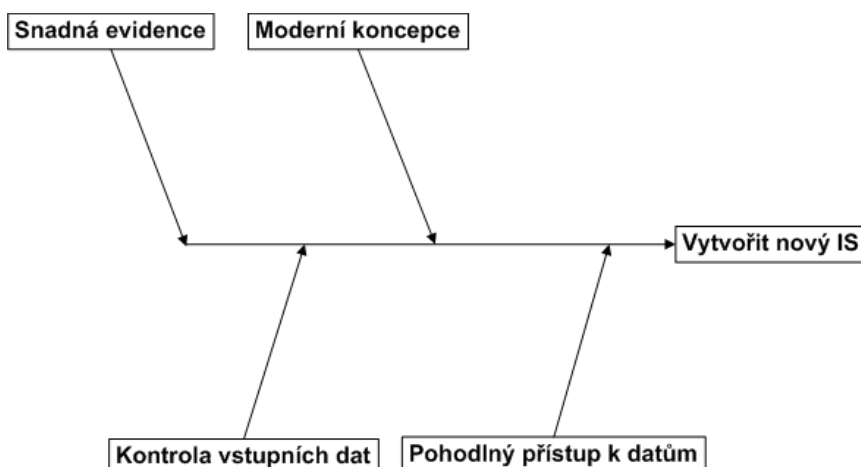 Snadná evidence
Moderní koncepce
Vytvořit nový IS
Kontrola vstupních dat
Pohodlný přístup k datům